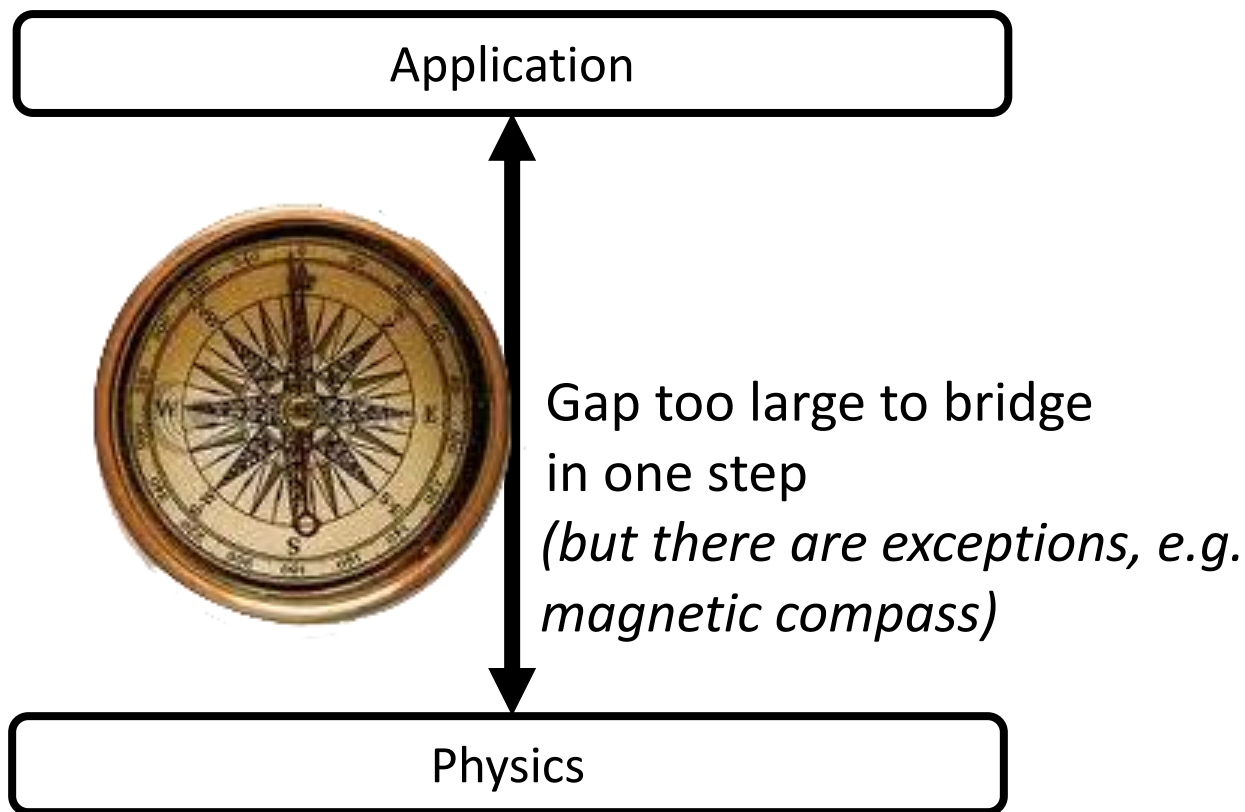 Application
W
E
S
Gap too large to bridge
in one step
(but there are exceptions, e.g.
magnetic compass)
Physics